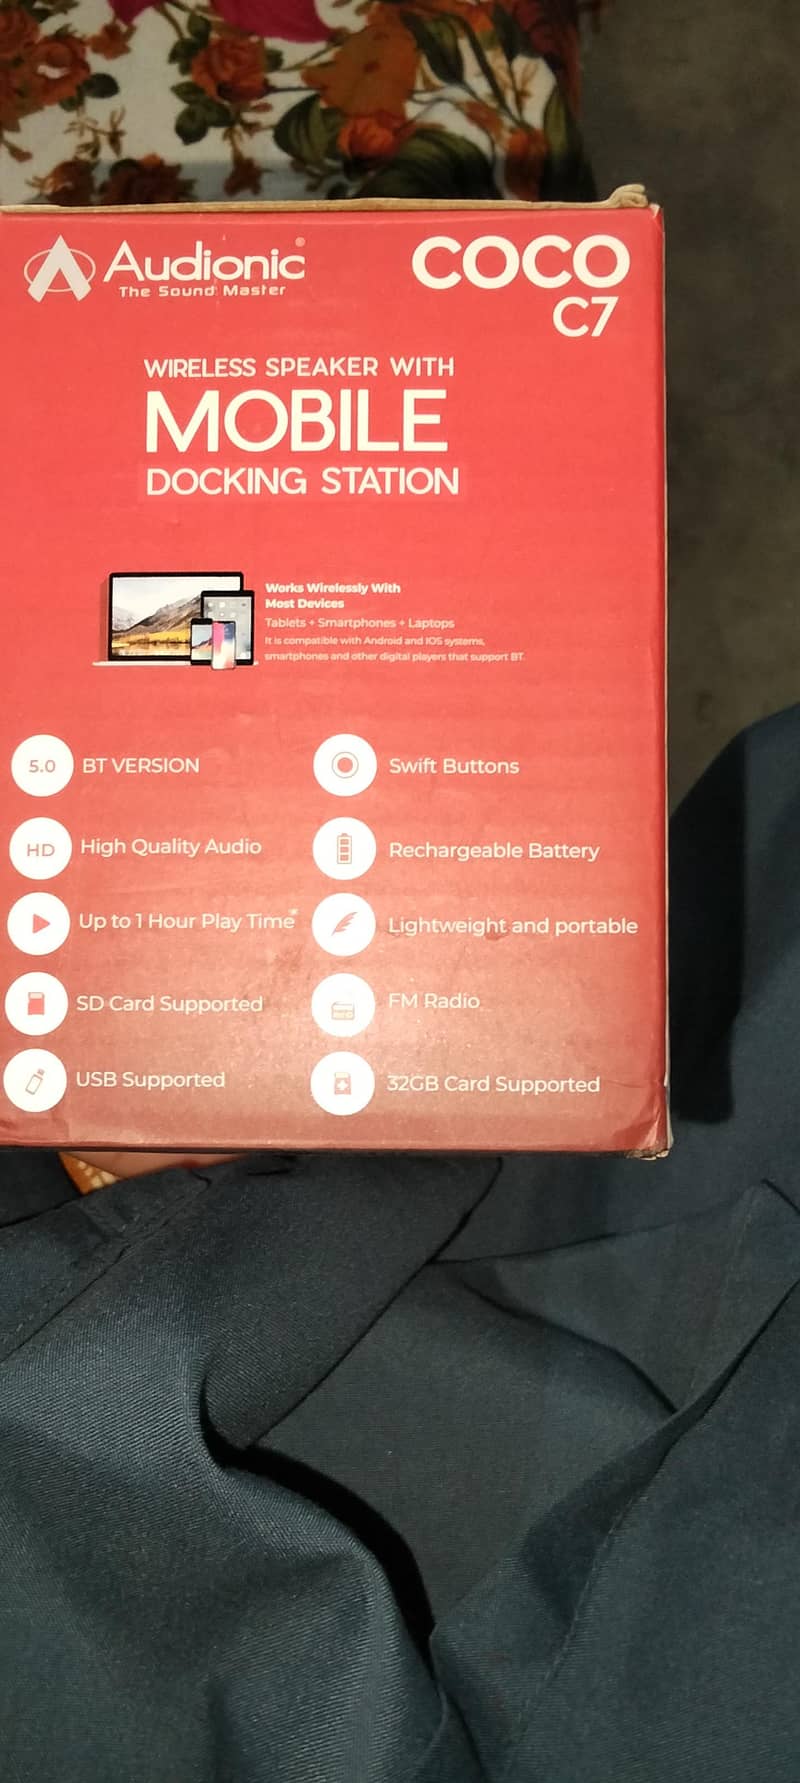 Audionic®
The Sound Master
COCO
C7
WIRELESS SPEAKER WITH
MOBILE
DOCKING STATION
Works Wirelessly With
Most Devices
Tablets + Smartphones + Laptops
It is compatible with Android and IOS systems,
smartphones and other digital players that support BT.
5.0 BT VERSION
Swift Buttons
HD High Quality Audio
Rechargeable Battery
Up to 1 Hour Play Time*
Lightweight and portable
SD Card Supported
FM Radio
USB Supported
32GB Card Supported